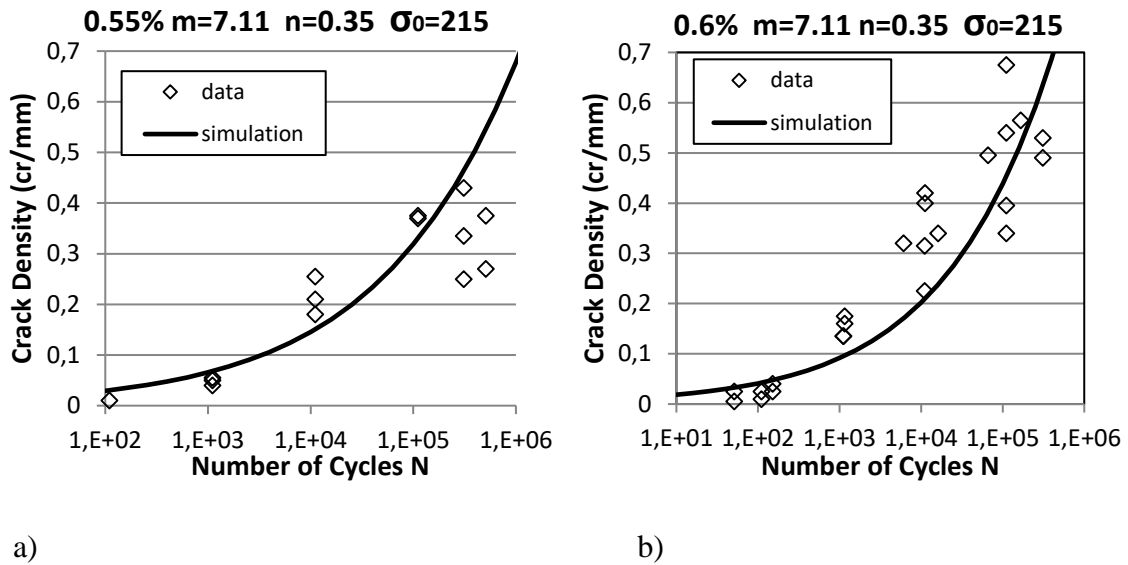 0.55% m=7.11 n=0.35 σ0=215
0,7
0,6
0,5
0,4
0,3
0,2
0,1
0
Crack Density (cr/mm)
data
simulation
1,E+02 1,E+03 1,E+04 1,E+05 1,E+06
Number of Cycles N
a)
0.6% m=7.11 n=0.35 σ0=215
0,7
0,6
0,5
0,4
0,3
0,2
0,1
0
Crack Density (cr/mm)
data
simulation
1,E+01 1,E+02 1,E+03 1,E+04 1,E+05 1,E+06
Number of Cycles N
b)